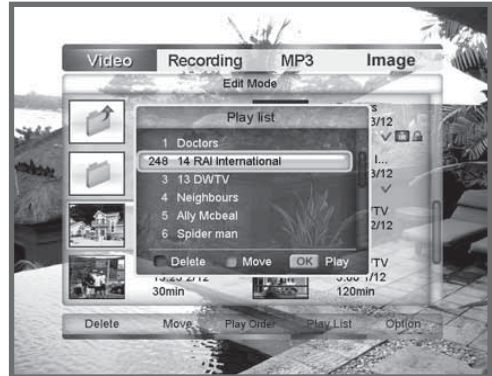 Video Recording MP3 Image
Edit Mode
Play list
3/12
1 Doctors
248 14 RAI International
I...
3/12
3 13 DWTV
4 Neighbours
TV
2/12
5 Ally Mcbeal
6 Spider man
Delete Move OK Play
TV
2/12
1/12
30min
120min
Delete Move Play Order Play List Option